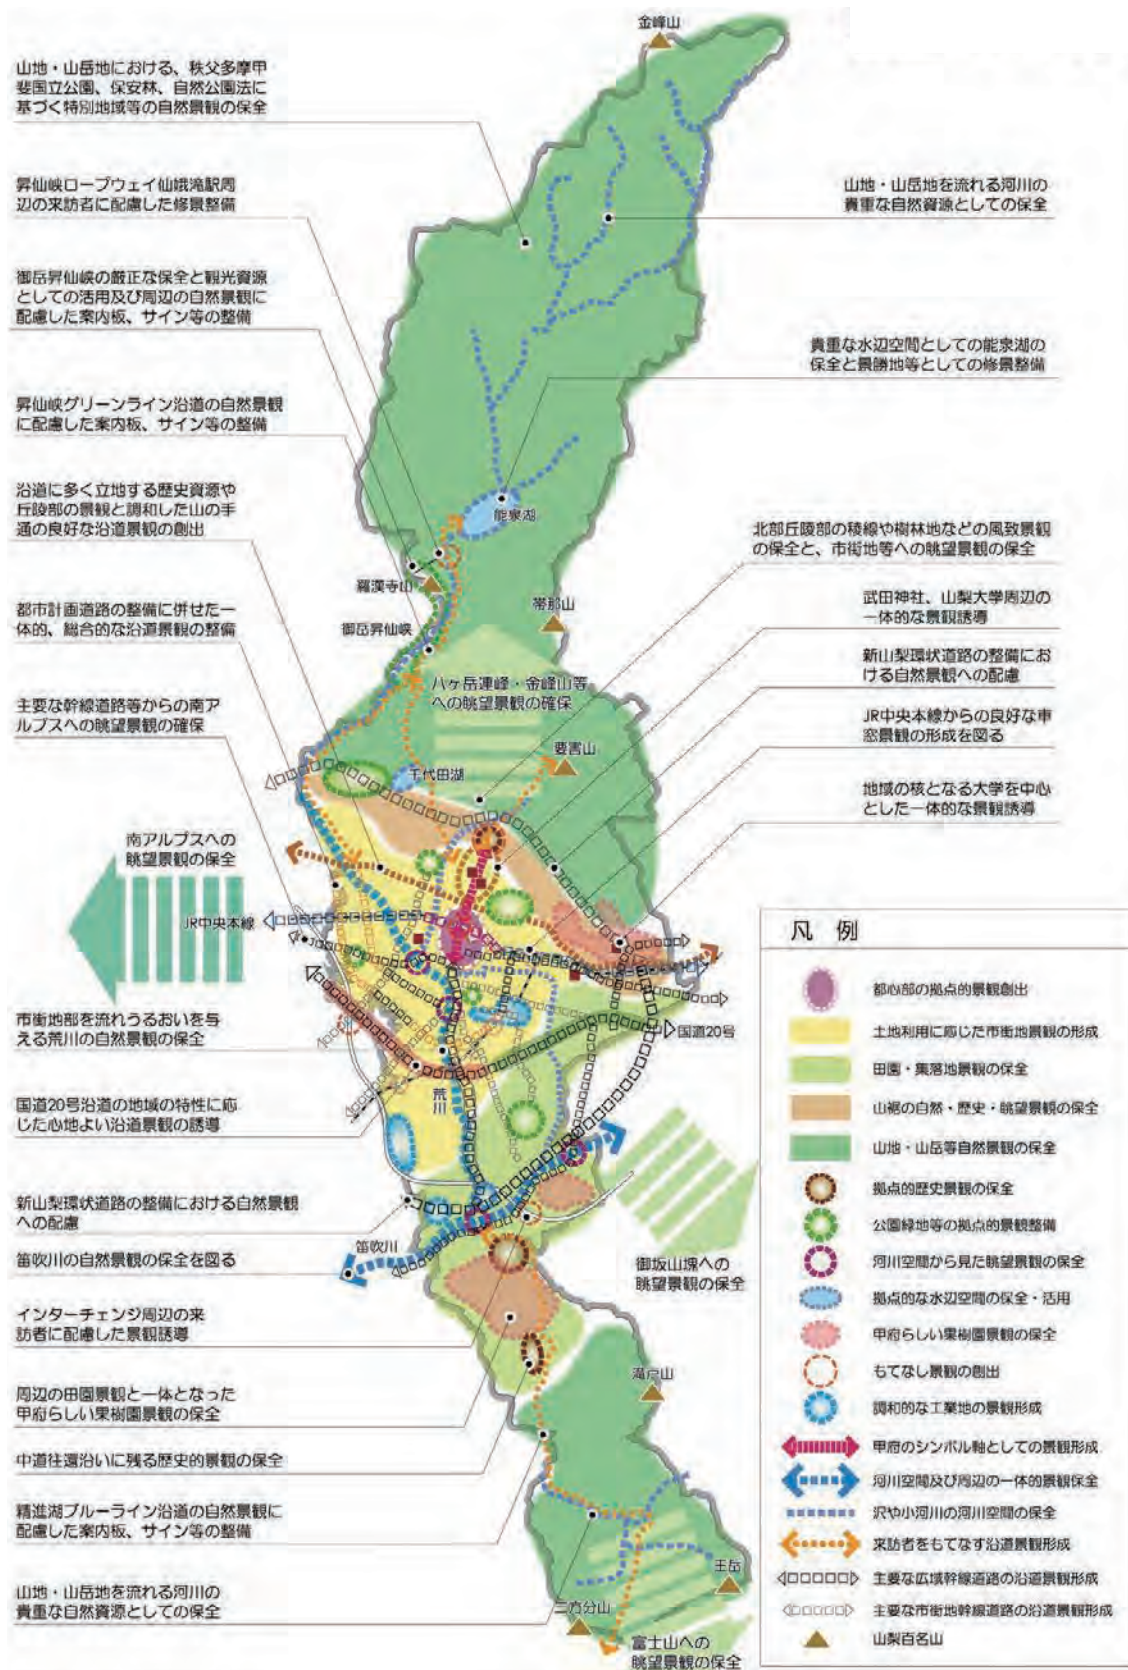 金峰山
山地・山岳地における、秩父多摩甲
斐国立公園、保安林、自然公園法に
基づく特別地域等の自然景観の保全
昇仙峡ロープウェイ仙娥滝駅周
辺の来訪者に配慮した修景整備
御岳昇仙峡の厳正な保全と観光資源
としての活用及び周辺の自然景観に
配慮した案内板、サイン等の整備
昇仙峡グリーンライン沿道の自然景観
に配慮した案内板、サイン等の整備
沿道に多く立地する歴史資源や
丘陵部の景観と調和した山の手
通の良好な沿道景観の創出
都市計画道路の整備に併せた一
体的、総合的な沿道景観の整備
主要な幹線道路等からの南ア
ルプスへの眺望景観の確保
南アルプスへの
眺望景観の保全
JR中央本線
市街地部を流れうるおいを与
える荒川の自然景観の保全
国道20号沿道の地域の特性に応
じた心地よい沿道景観の誘導
新山梨環状道路の整備における自然景観
への配慮
笛吹川の自然景観の保全を図る
インターチェンジ周辺の来
訪者に配慮した景観誘導
周辺の田園景観と一体となった
甲府らしい果樹園景観の保全
中道往還沿いに残る歴史的景観の保全
精進湖ブルーライン沿道の自然景観に
配慮した案内板、サイン等の整備
山地・山岳地を流れる河川の
貴重な自然資源としての保全
山地・山岳地を流れる河川の
貴重な自然資源としての保全
貴重な水辺空間としての能泉湖の
保全と景勝地等としての修景整備
北部丘陵部の稜線や樹林地などの風致景観
の保全と、市街地等への眺望景観の保全
武田神社、山梨大学周辺の
一体的な景観誘導
新山梨環状道路の整備にお
ける自然景観への配慮
JR中央本線からの良好な車
窓景観の形成を図る
地域の核となる大学を中心
とした一体的な景観誘導
能泉湖
羅漢寺山
帯那山
御岳昇仙峡
八ヶ岳連峰・金峰山等
への眺望景観の確保
要害山
千代田湖
国道20号
荒川
笛吹川
御坂山塊への
眺望景観の保全
滝戸山
王岳
三方分山
富士山への
眺望景観の保全
凡 例
都心部の拠点的景観創出
土地利用に応じた市街地景観の形成
田園・集落地景観の保全
山裾の自然・歴史・眺望景観の保全
山地・山岳等自然景観の保全
拠点的歴史景観の保全
公園緑地等の拠点的景観整備
河川空間から見た眺望景観の保全
拠点的な水辺空間の保全・活用
甲府らしい果樹園景観の保全
もてなし景観の創出
調和的な工業地の景観形成
甲府のシンボル軸としての景観形成
河川空間及び周辺の一体的景観保全
沢や小河川の河川空間の保全
来訪者をもてなす沿道景観形成
主要な広域幹線道路の沿道景観形成
主要な市街地幹線道路の沿道景観形成
山梨百名山